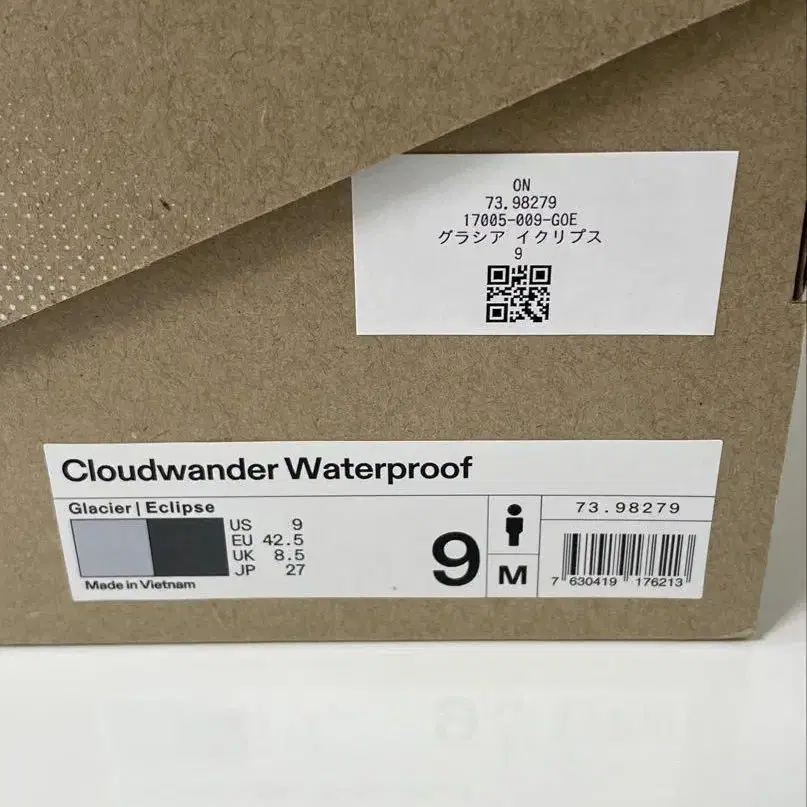 ON
73.98279
17005-009-GOE
グラシア イクリプス
9
Cloudwander Waterproof
Glacier | Eclipse
US 9
EU 42.5
UK 8.5
JP 27
Made in Vietnam
9
M
73.98279
7 630419 176213